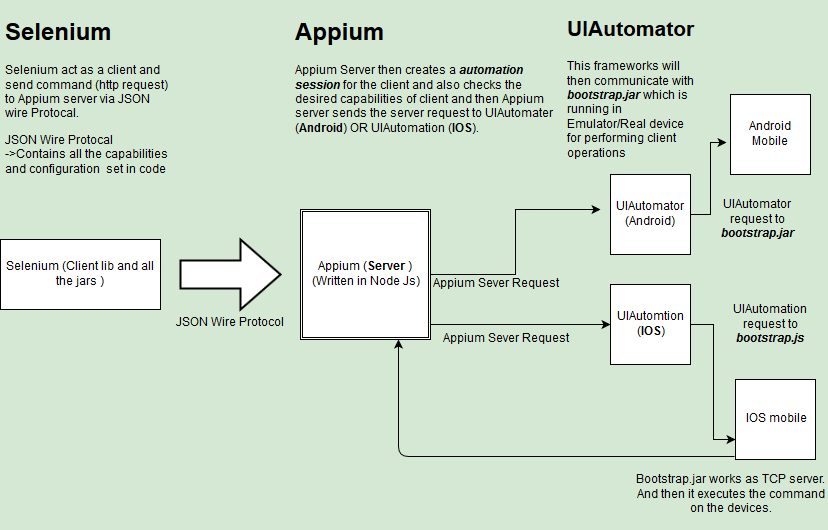 Selenium
Selenium act as a client and
send command (http request)
to Appium server via JSON
wire Protocal.
JSON Wire Protocal
->Contains all the capabilities
and configuration  set in code
Appium
Appium Server then creates a automation
session for the client and also checks the
desired capabilities of client and then Appium
server sends the server request to UIAutomater
(Android) OR UIAutomation (IOS).
UIAutomator
This frameworks will
then communicate with
bootstrap.jar which is
running in
Emulator/Real device
for performing client
operations
Android
Mobile
UIAutomator
(Android)
UIAutomator
request to
bootstrap.jar
Selenium (Client lib and all
the jars )
JSON Wire Protocol
Appium (Server )
(Written in Node Js)
Appium Sever Request
Appium Sever Request
UIAutomtion
(IOS)
UIAutomation
request to
bootstrap.js
IOS mobile
Bootstrap.jar works as TCP server.
And then it executes the command
on the devices.